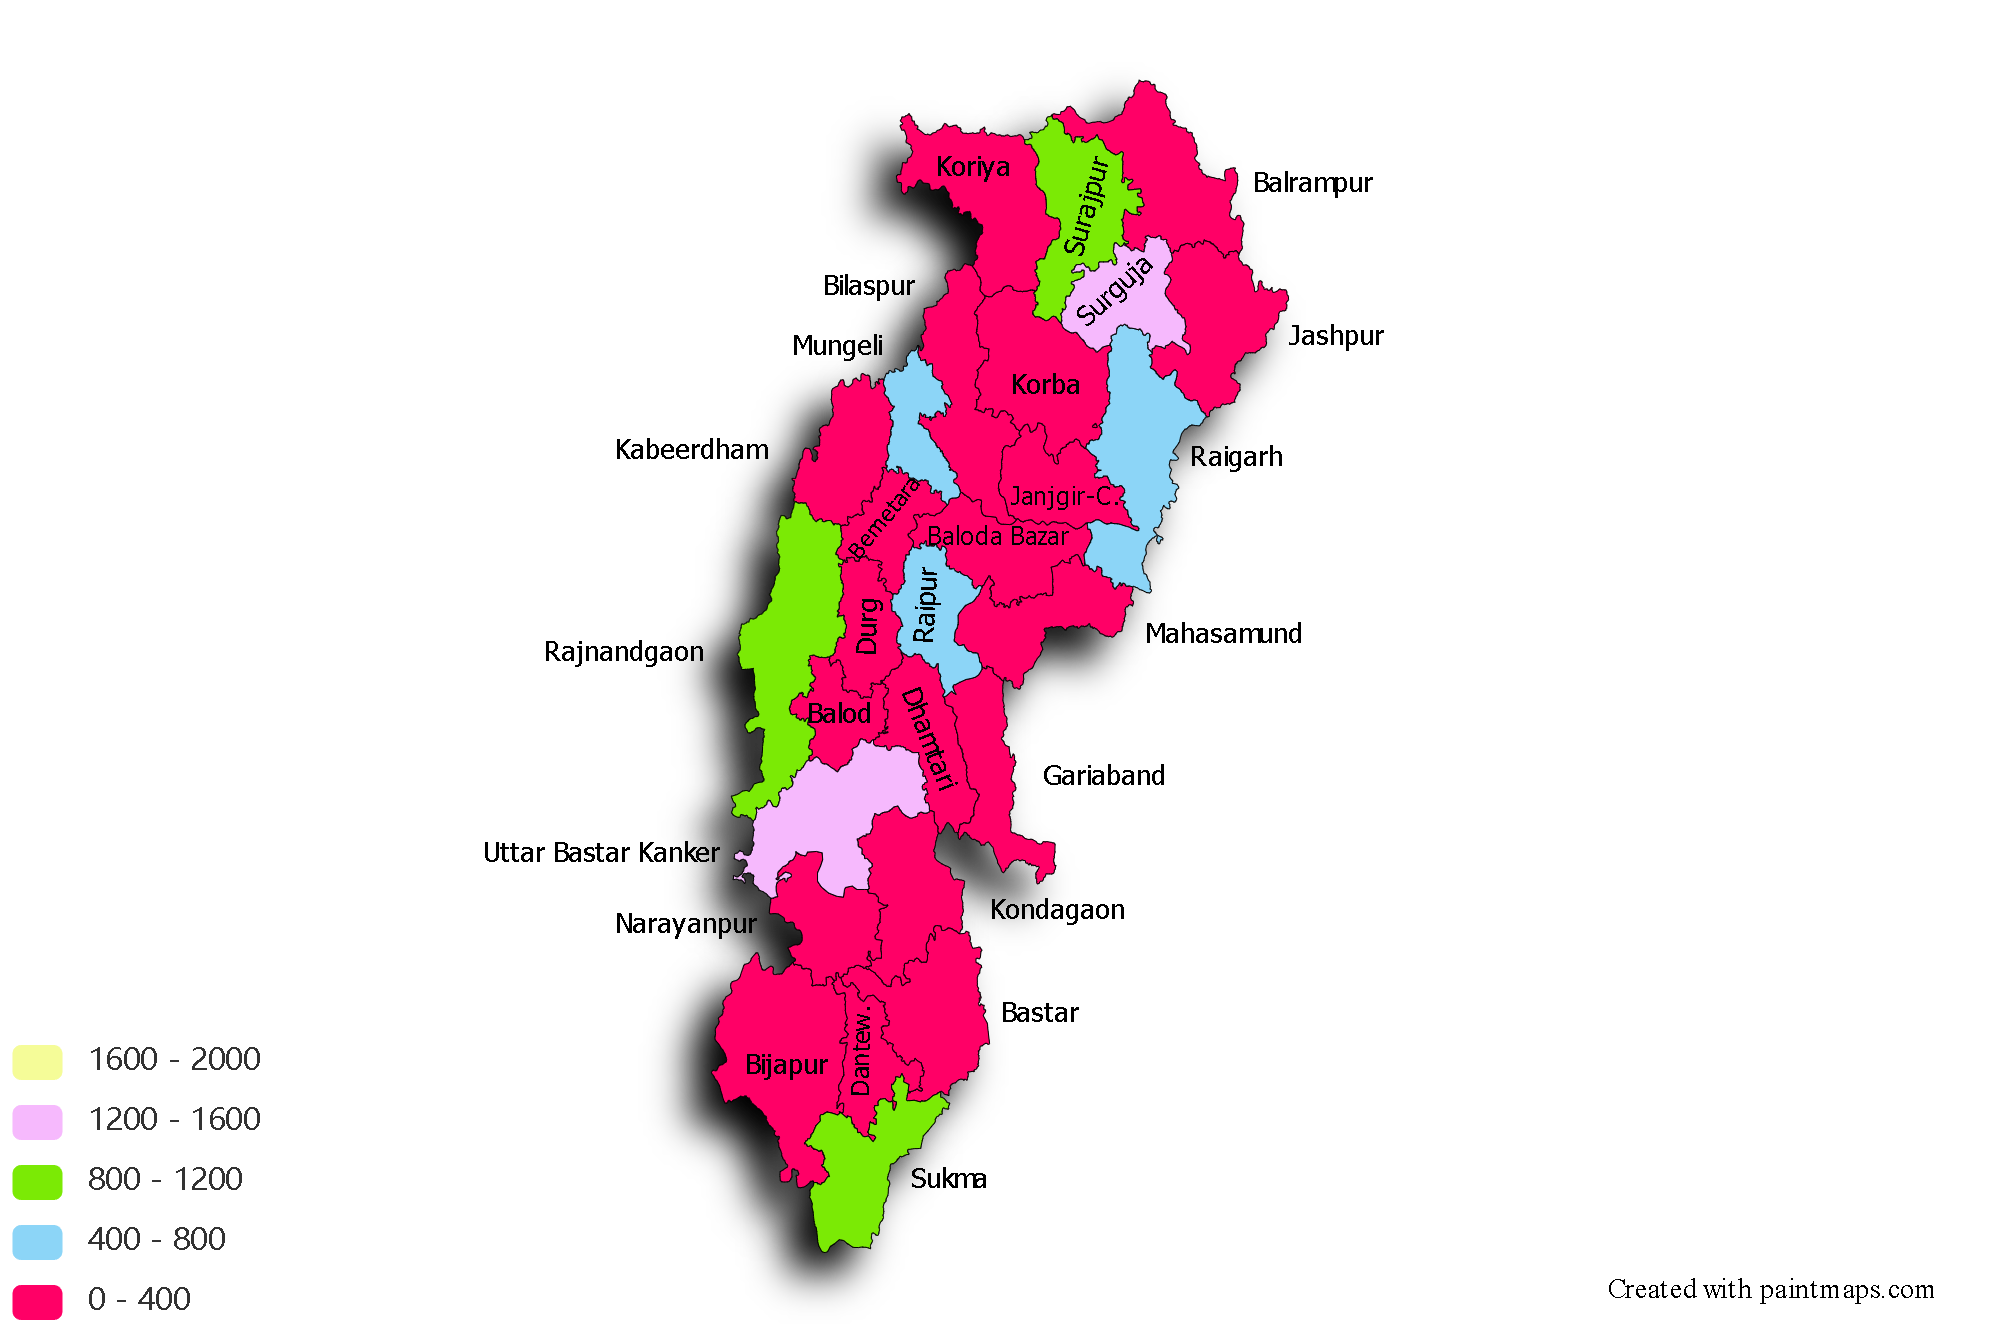 Koriya
Surajpur
Balrampur
Surguja
Bilaspur
Jashpur
Mungeli
Korba
Kabeerdham
Raigarh
Janjgir-C.
Bemetara
Baloda Bazar
Raipur
Durg
Mahasamund
Rajnandgaon
Balod
Dhamtari
Gariaband
Uttar Bastar Kanker
Kondagaon
Narayanpur
Bastar
Bijapur
Dantew.
Sukma
1600 - 2000
1200 - 1600
800 - 1200
400 - 800
0 - 400
Created with paintmaps.com